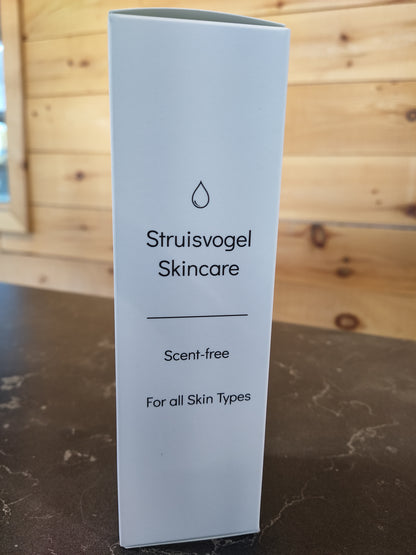 Struisvogel
Skincare
Scent-free
For all Skin Types